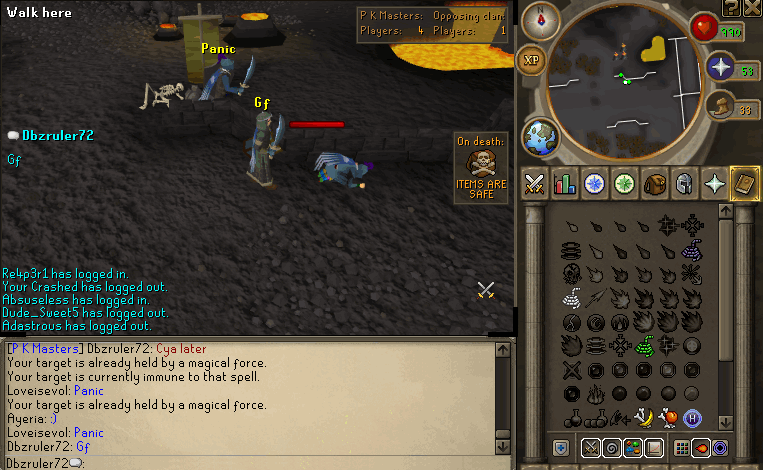 Walk here
P K Masters: Opposing clan
Players: 4 Players: 1
Panic
Gf
Dbzruler72
Gf
On death:
ITEMS ARE
SAFE
XP
990
53
33
Re4p3r1 has logged in.
Your Crashed has logged out.
Absuseless has logged in.
Dude_Sweet5 has logged out.
Adastrous has logged out.
[P K Masters] Dbzruler72: Cya later
Your target is already held by a magical force.
Your target is currently immune to that spell.
Loveisevol: Panic
Your target is already held by a magical force.
Ayeria: :)
Loveisevol: Panic
Dbzruler72: Gf
Dbzruler72:
H